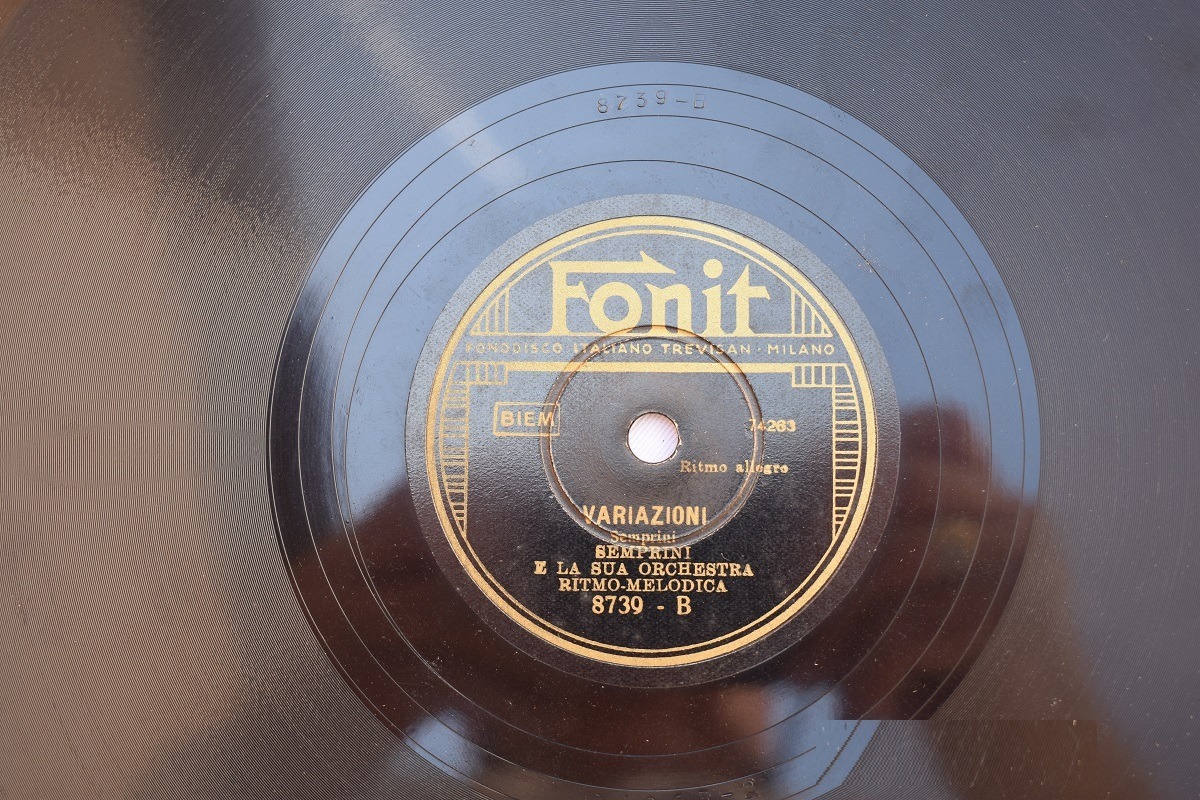 8739-B
Fonit
FONODISCO ITALIANO TREVISAN · MILANO
BIEM
74263
Ritmo allegro
VARIAZIONI
Semprini
SEMPRINI
E LA SUA ORCHESTRA
RITMO-MELODICA
8739 - B